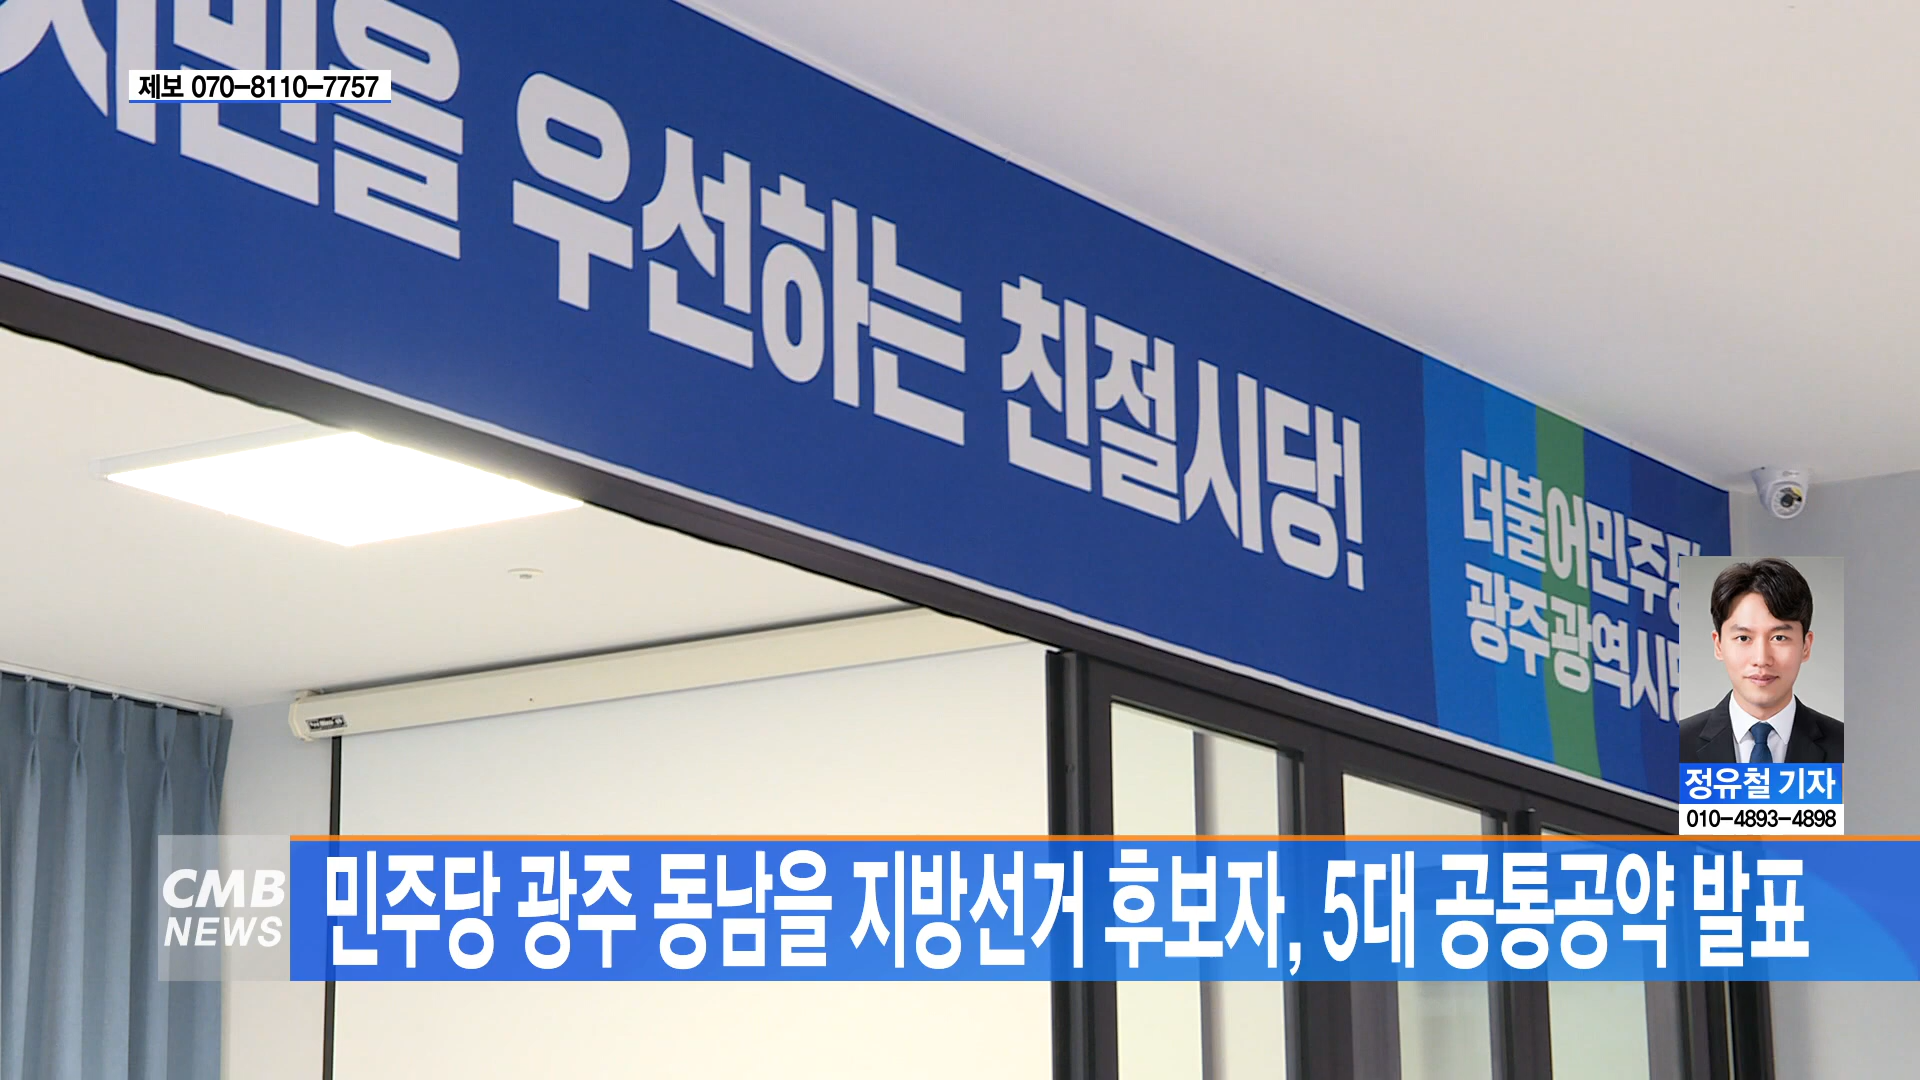 제보 070-8110-7757
시민을 우선하는 친절시당!
더불어민주당
광주광역시당
정유철 기자
010-4893-4898
CMB
NEWS
민주당 광주 동남을 지방선거 후보자, 5대 공통공약 발표